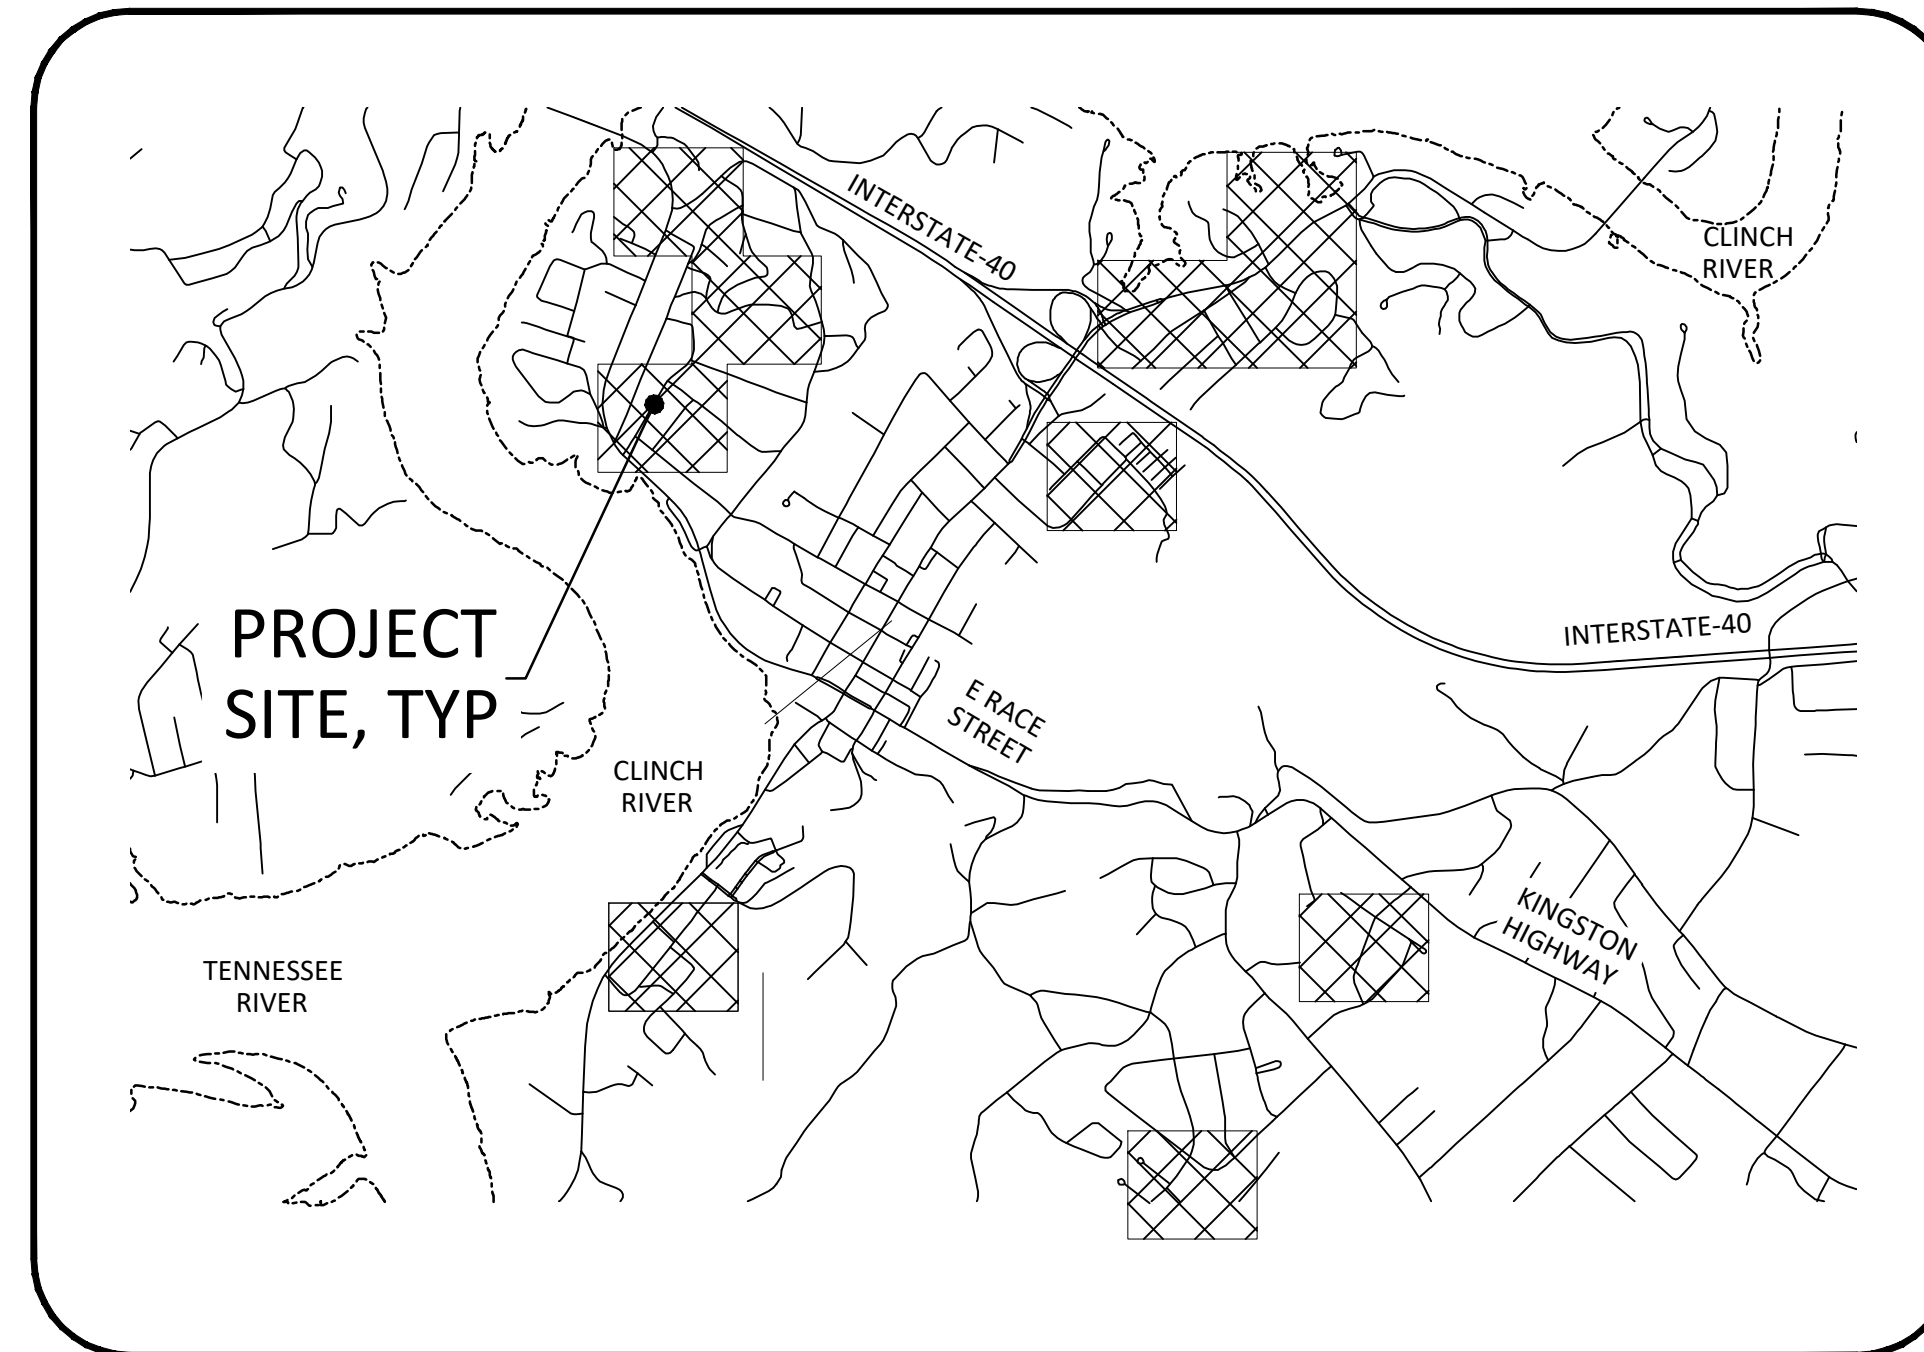 INTERSTATE-40
CLINCH
RIVER
PROJECT
SITE, TYP
INTERSTATE-40
E RACE
STREET
CLINCH
RIVER
KINGSTON
HIGHWAY
TENNESSEE
RIVER